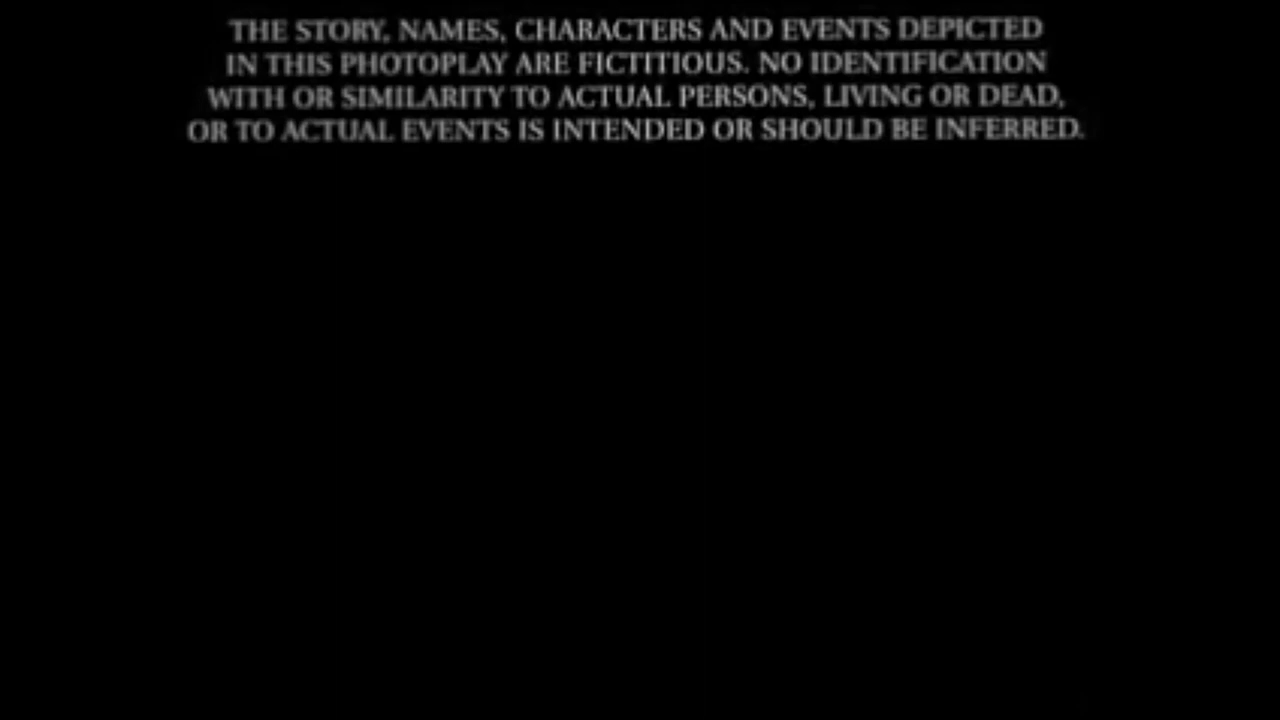 THE STORY, NAMES, CHARACTERS AND EVENTS DEPICTED
IN THIS PHOTOPLAY ARE FICTITIOUS. NO IDENTIFICATION
WITH OR SIMILARITY TO ACTUAL PERSONS, LIVING OR DEAD,
OR TO ACTUAL EVENTS IS INTENDED OR SHOULD BE INFERRED.